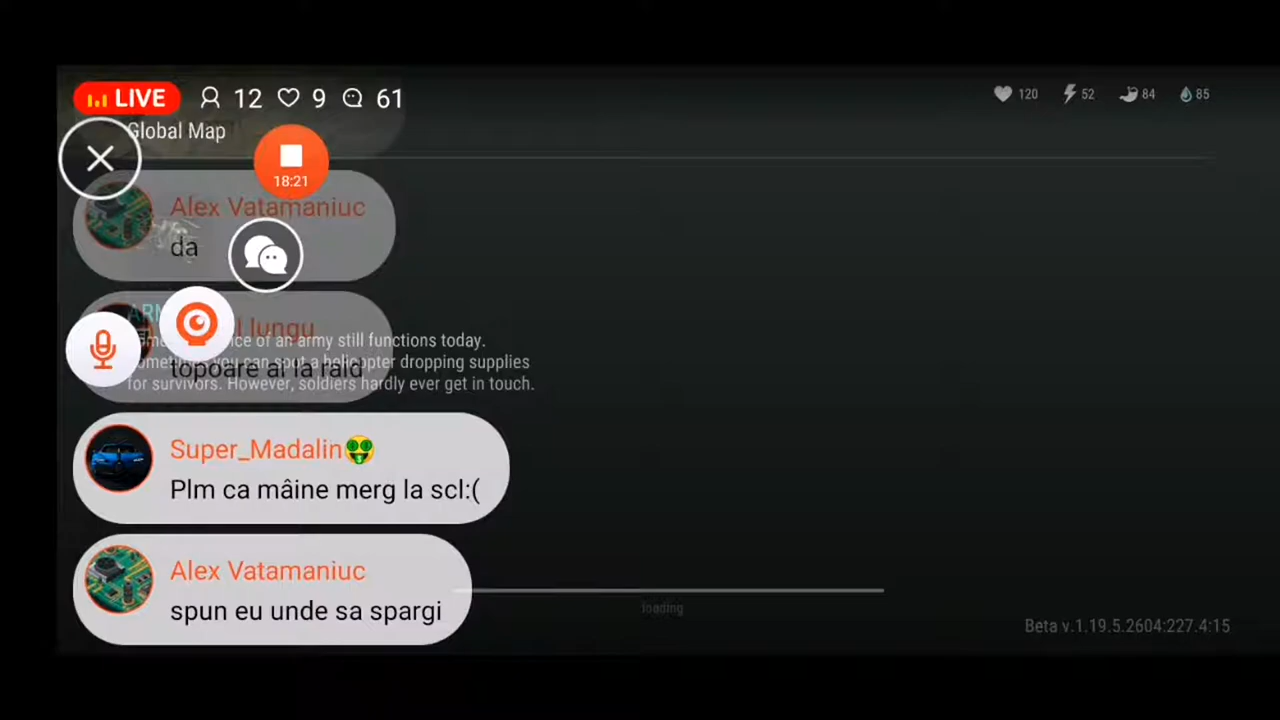 LIVE 12 9 61
120 52 84 85
Global Map
18:21
Alex Vatamaniuc
da
lungu
of an army still functions today.
you can spot a helicopter dropping supplies
for survivors. However, soldiers hardly ever get in touch.
topoare ai la raid
Super_Madalin🤑
Plm ca mâine merg la scl:(
Alex Vatamaniuc
spun eu unde sa spargi
loading
Beta v.1.19.5.2604:227.4:15